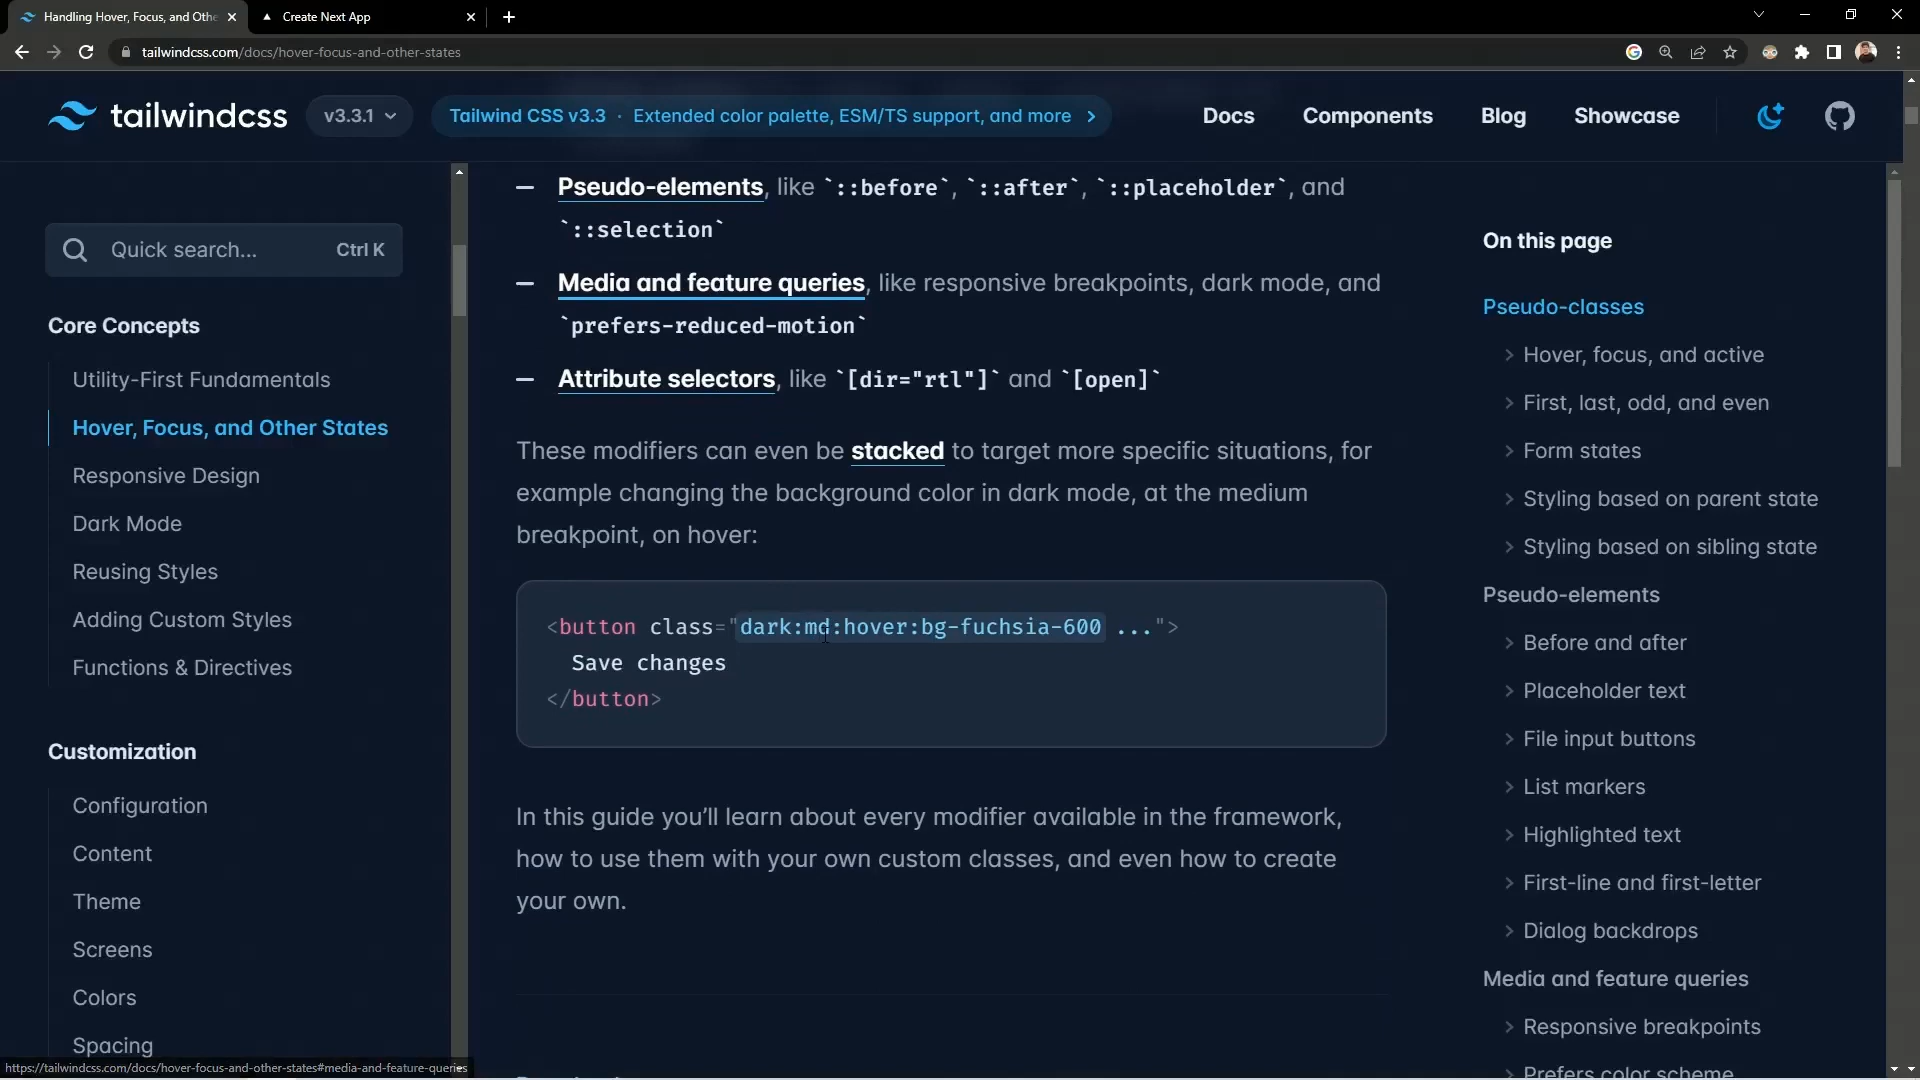 Handling Hover, Focus, and Othe
Create Next App
tailwindcss.com/docs/hover-focus-and-other-states
tailwindcss
v3.3.1
Tailwind CSS v3.3 · Extended color palette, ESM/TS support, and more
Docs
Components
Blog
Showcase
Quick search...
Ctrl K
Core Concepts
Utility-First Fundamentals
Hover, Focus, and Other States
Responsive Design
Dark Mode
Reusing Styles
Adding Custom Styles
Functions & Directives
Customization
Configuration
Content
Theme
Screens
Colors
Spacing
— Pseudo-elements, like `::before`, `::after`, `::placeholder`, and
`::selection`
— Media and feature queries, like responsive breakpoints, dark mode, and
`prefers-reduced-motion`
— Attribute selectors, like `[dir="rtl"]` and `[open]`
These modifiers can even be stacked to target more specific situations, for
example changing the background color in dark mode, at the medium
breakpoint, on hover:
<button class="dark:md:hover:bg-fuchsia-600 ...">
Save changes
</button>
In this guide you’ll learn about every modifier available in the framework,
how to use them with your own custom classes, and even how to create
your own.
On this page
Pseudo-classes
Hover, focus, and active
First, last, odd, and even
Form states
Styling based on parent state
Styling based on sibling state
Pseudo-elements
Before and after
Placeholder text
File input buttons
List markers
Highlighted text
First-line and first-letter
Dialog backdrops
Media and feature queries
Responsive breakpoints
Prefers color scheme
https://tailwindcss.com/docs/hover-focus-and-other-states#media-and-feature-queries